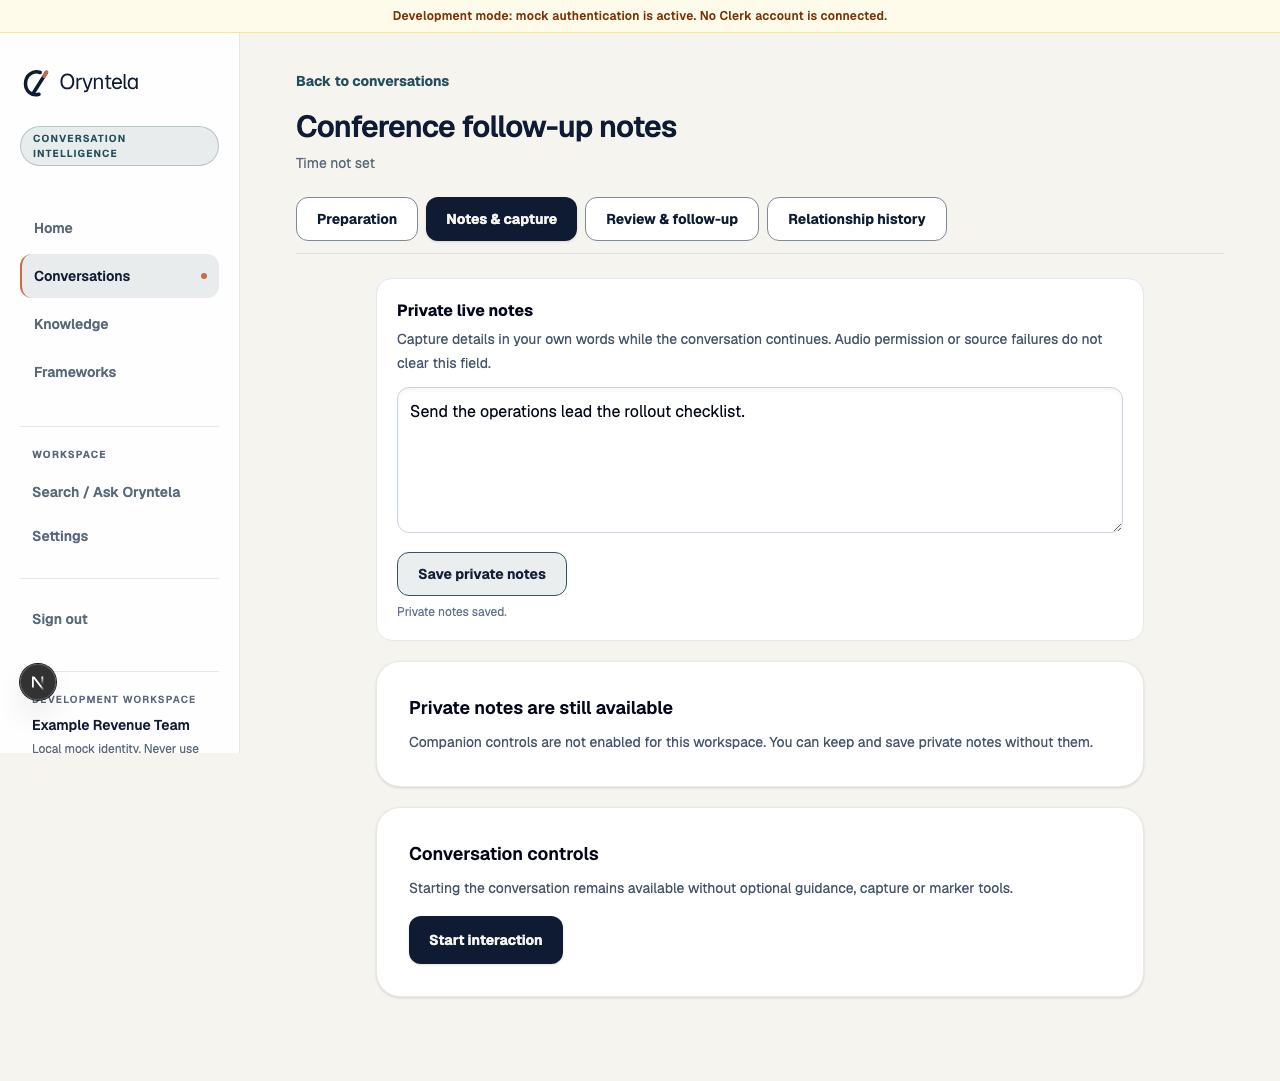 Development mode: mock authentication is active. No Clerk account is connected.
Oryntela
CONVERSATION
INTELLIGENCE
Home
Conversations
Knowledge
Frameworks
WORKSPACE
Search / Ask Oryntela
Settings
Sign out
N
DEVELOPMENT WORKSPACE
Example Revenue Team
Local mock identity. Never use
Back to conversations
Conference follow-up notes
Time not set
Preparation
Notes & capture
Review & follow-up
Relationship history
Private live notes
Capture details in your own words while the conversation continues. Audio permission or source failures do not
clear this field.
Send the operations lead the rollout checklist.
Save private notes
Private notes saved.
Private notes are still available
Companion controls are not enabled for this workspace. You can keep and save private notes without them.
Conversation controls
Starting the conversation remains available without optional guidance, capture or marker tools.
Start interaction